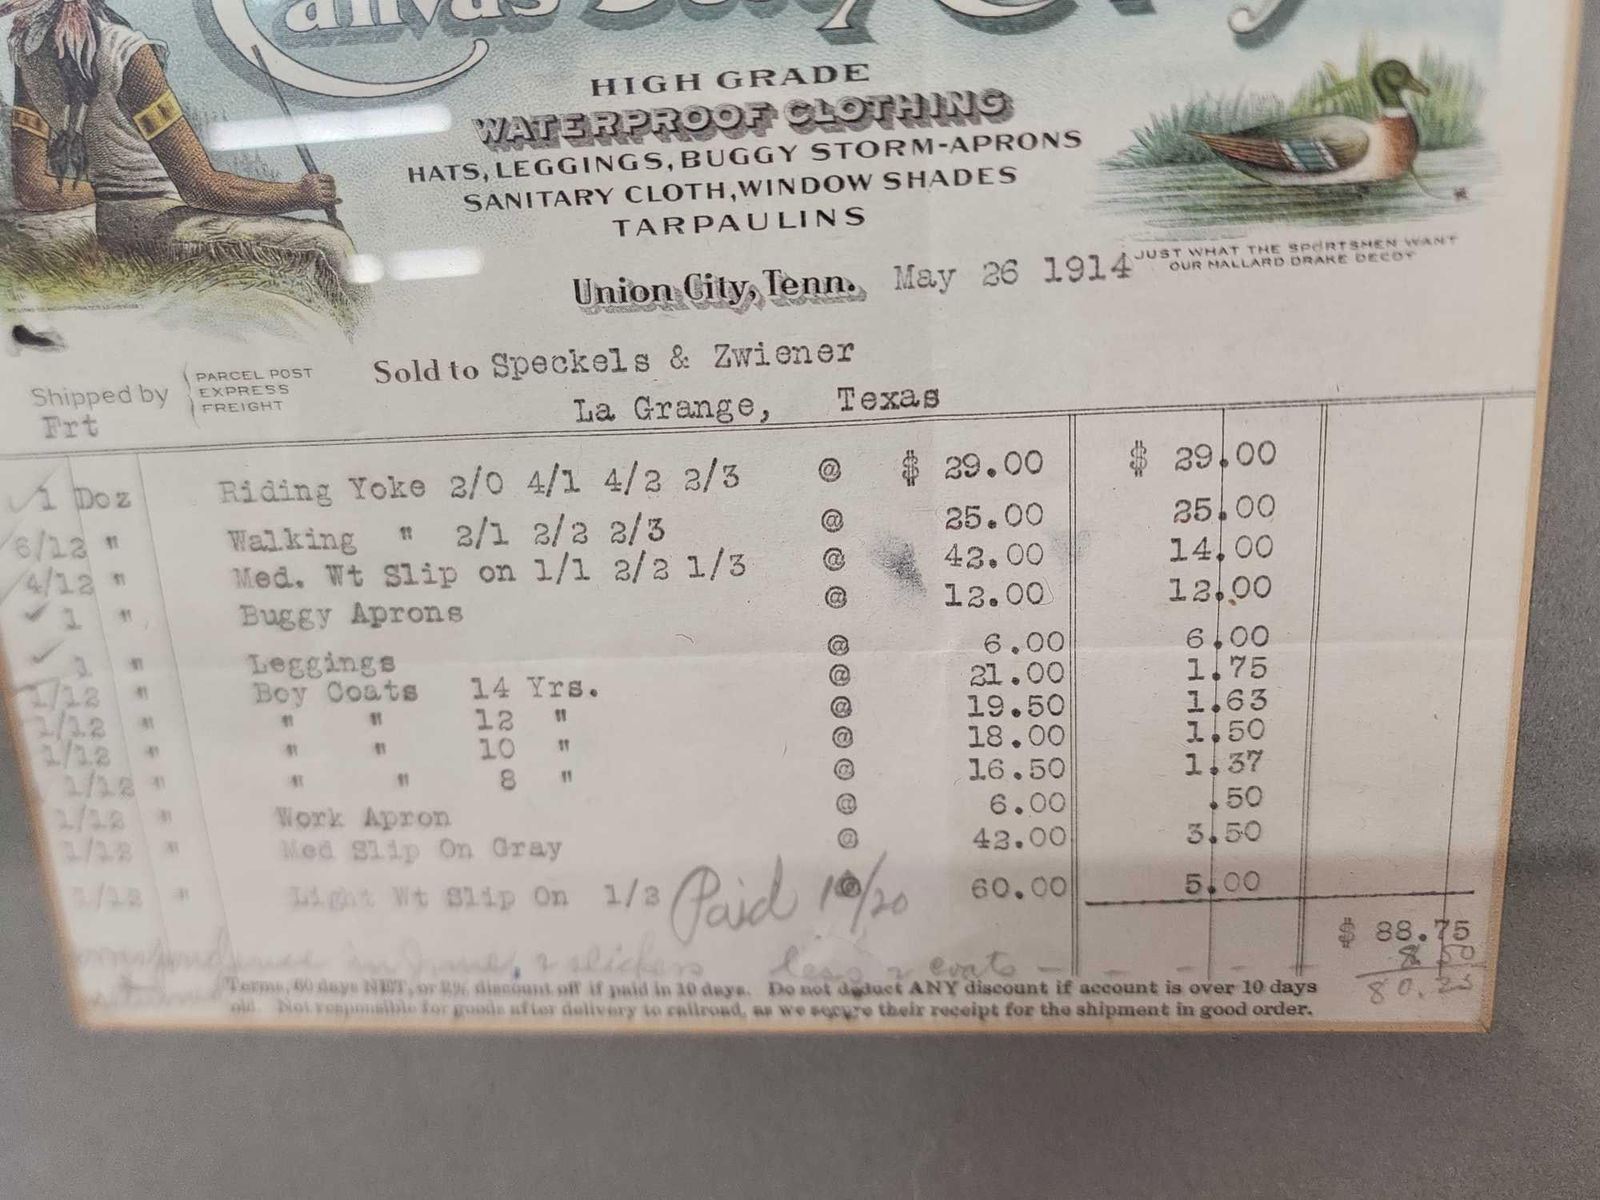 Canvas Decoy
HIGH GRADE
WATERPROOF CLOTHING
HATS, LEGGINGS, BUGGY STORM-APRONS
SANITARY CLOTH, WINDOW SHADES
TARPAULINS
JUST WHAT THE SPORTSMEN WANT
OUR MALLARD DRAKE DECOY
Union City, Tenn. May 26 1914
Sold to Speckels & Zwiener
La Grange, Texas
Shipped by
PARCEL POST
EXPRESS
FREIGHT
Frt
1 Doz Riding Yoke 2/0 4/1 4/2 2/3 @ $ 29.00 $ 29.00
6/12 " Walking " 2/1 2/2 2/3 @ 25.00 25.00
4/12 " Med. Wt Slip on 1/1 2/2 1/3 @ 42.00 14.00
1 " Buggy Aprons @ 12.00 12.00
1 " Leggings @ 6.00 6.00
1/12 " Boy Coats 14 Yrs. @ 21.00 1.75
1/12 " " " 12 " @ 19.50 1.63
1/12 " " " 10 " @ 18.00 1.50
1/12 " " " 8 " @ 16.50 1.37
1/12 " Work Apron @ 6.00 .50
1/12 " Med Slip On Gray @ 42.00 3.50
1/12 " Light Wt Slip On 1/3 @ 60.00 5.00
Paid 10/20
$ 88.75
8 50
80.25
2 slickers less 2 coats
Terms, 60 days NET, or 2% discount off if paid in 10 days. Do not deduct ANY discount if account is over 10 days
old. Not responsible for goods after delivery to railroad, as we secure their receipt for the shipment in good order.